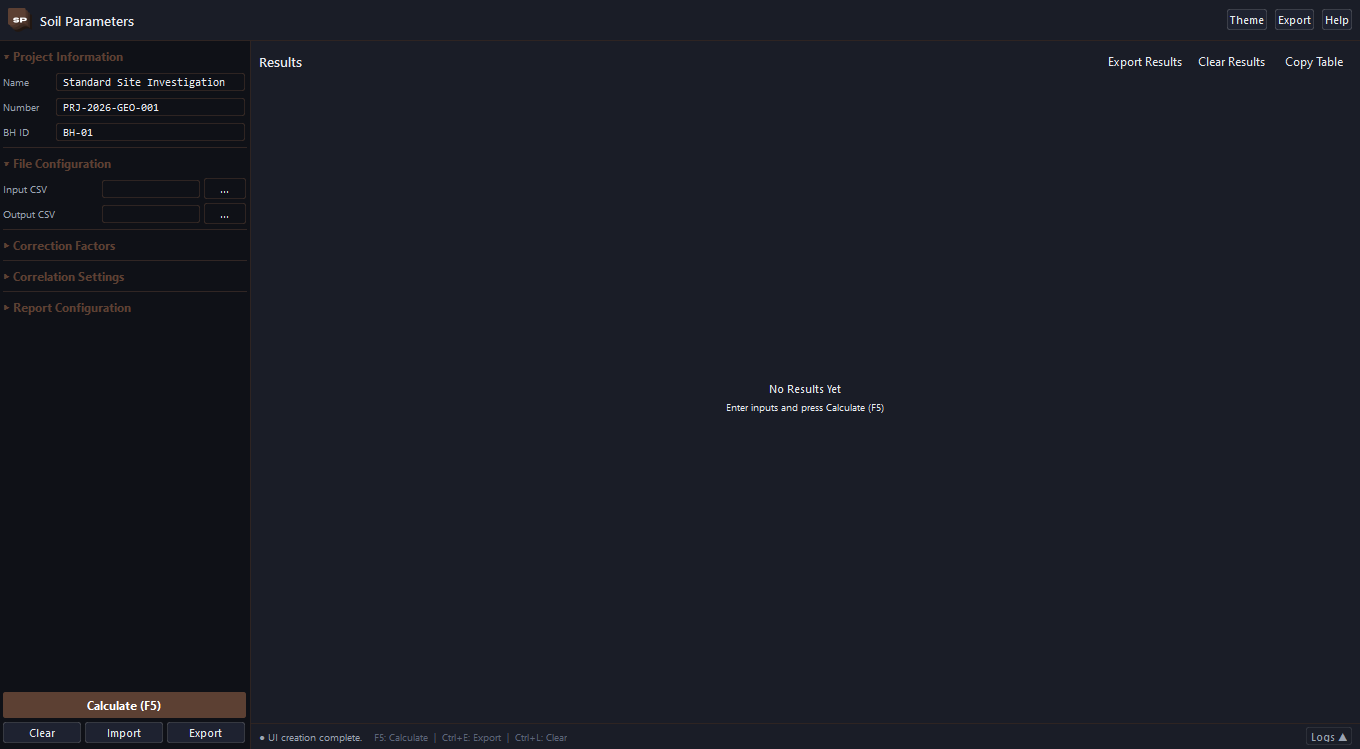 SP Soil Parameters Theme Export Help
▾ Project Information
Name Standard Site Investigation
Number PRJ-2026-GEO-001
BH ID BH-01
▾ File Configuration
Input CSV ...
Output CSV ...
▸ Correction Factors
▸ Correlation Settings
▸ Report Configuration
Calculate (F5)
Clear Import Export
Results Export Results Clear Results Copy Table
No Results Yet
Enter inputs and press Calculate (F5)
● UI creation complete. F5: Calculate | Ctrl+E: Export | Ctrl+L: Clear Logs ▲